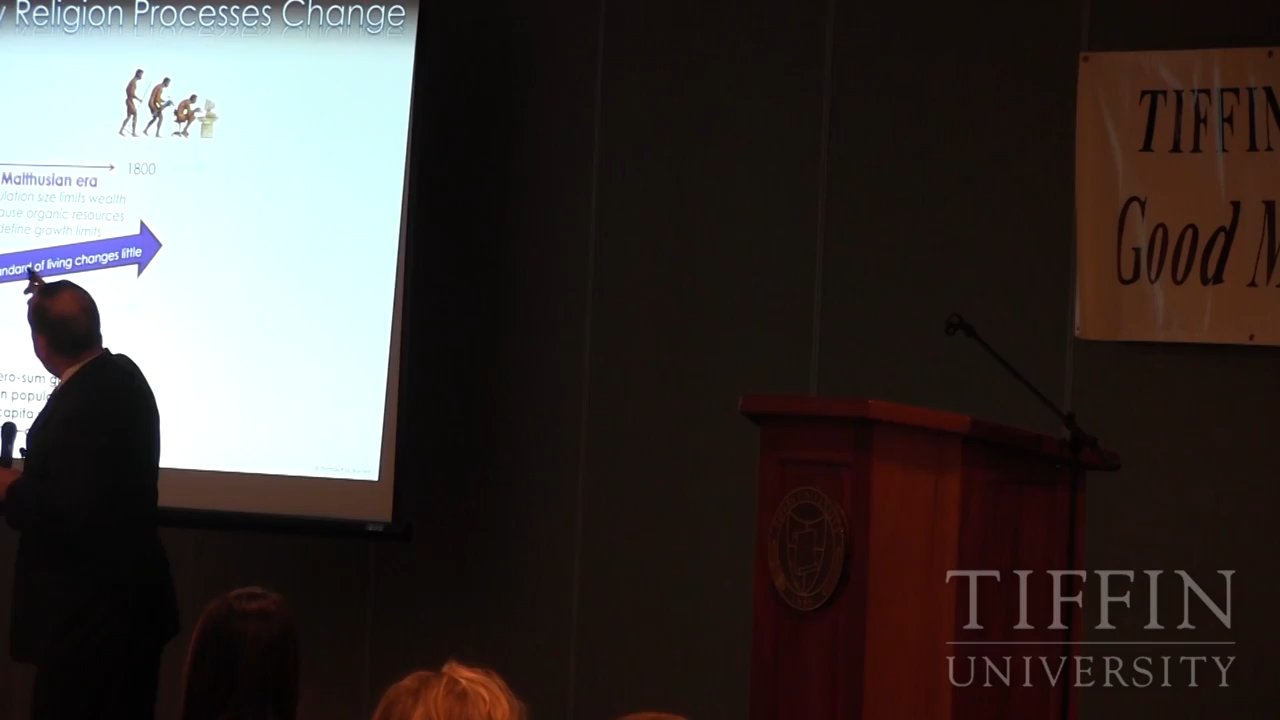 Religion Processes Change
1800
Malthusian era
ulation size limits wealth
ause organic resources
define growth limits
ndard of living changes little
ero-sum g
n popul
capita
TIFFIN
Good M
TIFFIN
UNIVERSITY